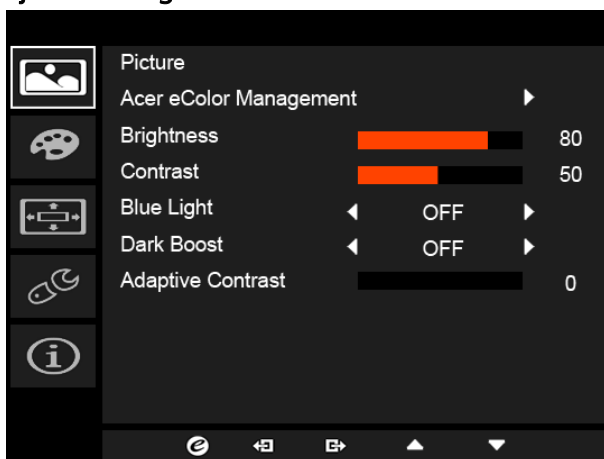 Picture
Acer eColor Management
Brightness 80
Contrast 50
Blue Light OFF
Dark Boost OFF
Adaptive Contrast 0